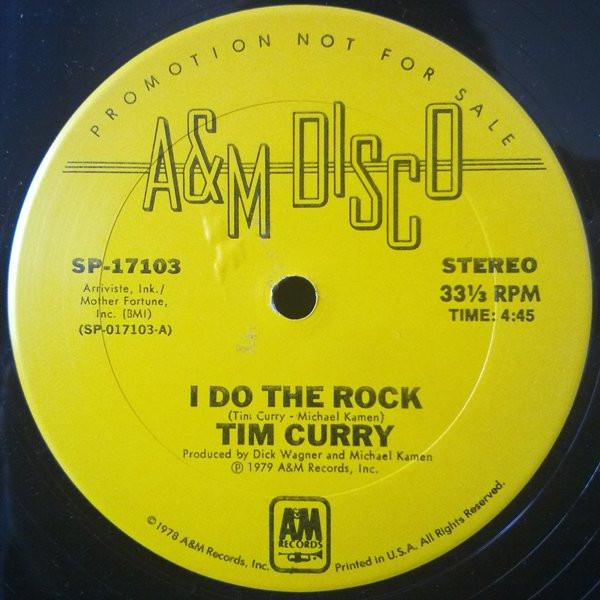 PROMOTION NOT FOR SALE
A&M DISCO
SP-17103
Arriviste, Ink./
Mother Fortune,
Inc. (BMI)
(SP-017103-A)
STEREO
33⅓ RPM
TIME: 4:45
I DO THE ROCK
(Tim Curry - Michael Kamen)
TIM CURRY
Produced by Dick Wagner and Michael Kamen
℗ 1979 A&M Records, Inc.
© 1978 A&M Records, Inc.
A&M
RECORDS
Printed in U.S.A. All Rights Reserved.